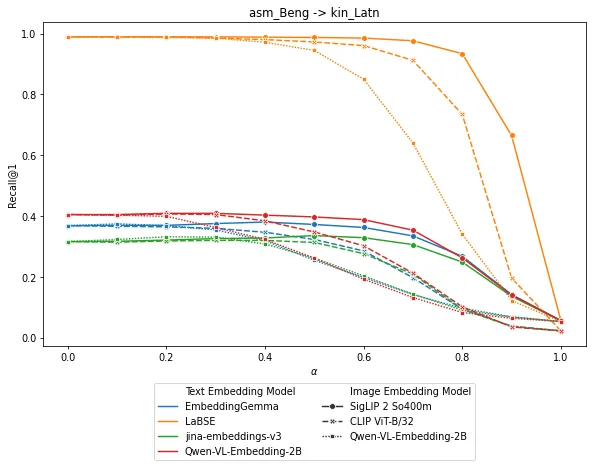 asm_Beng -> kin_Latn
1.0
0.8
0.6
0.4
0.2
0.0
Recall@1
0.0 0.2 0.4 0.6 0.8 1.0
α
Text Embedding Model Image Embedding Model
EmbeddingGemma SigLIP 2 So400m
LaBSE CLIP ViT-B/32
jina-embeddings-v3 Qwen-VL-Embedding-2B
Qwen-VL-Embedding-2B